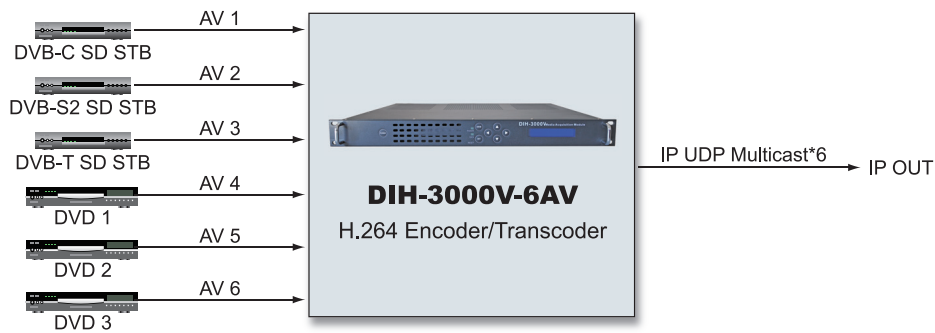 AV 1
DVB-C SD STB
AV 2
DVB-S2 SD STB
AV 3
DVB-T SD STB
AV 4
DVD 1
AV 5
DVD 2
AV 6
DVD 3
DIH-3000V
DIH-3000V-6AV
H.264 Encoder/Transcoder
IP UDP Multicast*6
IP OUT